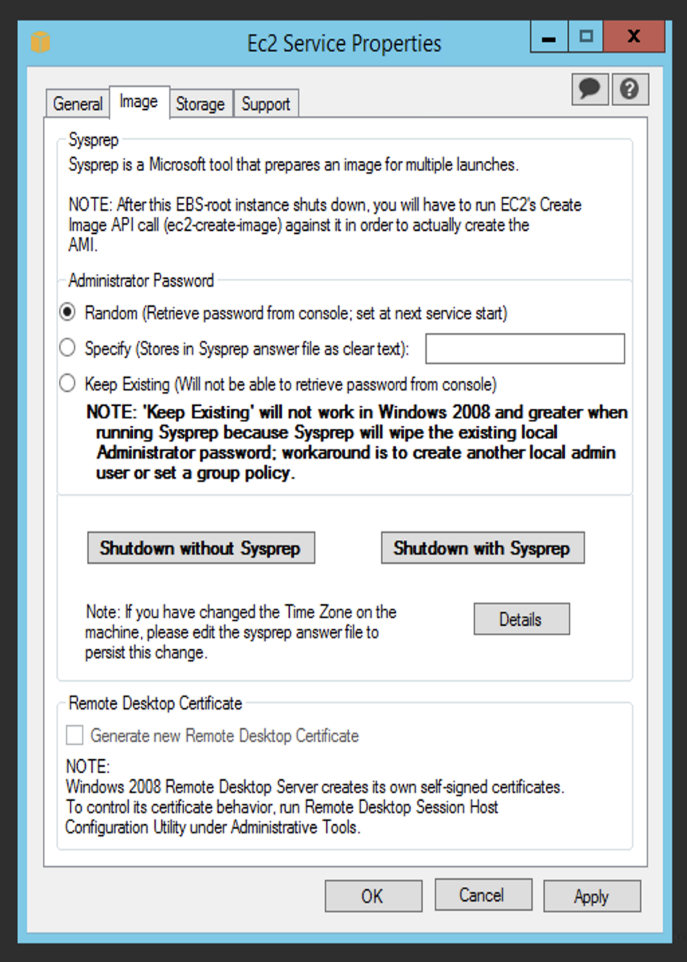 Ec2 Service Properties
General
Image
Storage
Support
Sysprep
Sysprep is a Microsoft tool that prepares an image for multiple launches.
NOTE: After this EBS-root instance shuts down, you will have to run EC2's Create
Image API call (ec2-create-image) against it in order to actually create the
AMI.
Administrator Password
Random (Retrieve password from console; set at next service start)
Specify (Stores in Sysprep answer file as clear text):
Keep Existing (Will not be able to retrieve password from console)
NOTE: 'Keep Existing' will not work in Windows 2008 and greater when
running Sysprep because Sysprep will wipe the existing local
Administrator password; workaround is to create another local admin
user or set a group policy.
Shutdown without Sysprep
Shutdown with Sysprep
Note: If you have changed the Time Zone on the
machine, please edit the sysprep answer file to
persist this change.
Details
Remote Desktop Certificate
Generate new Remote Desktop Certificate
NOTE:
Windows 2008 Remote Desktop Server creates its own self-signed certificates.
To control its certificate behavior, run Remote Desktop Session Host
Configuration Utility under Administrative Tools.
OK
Cancel
Apply